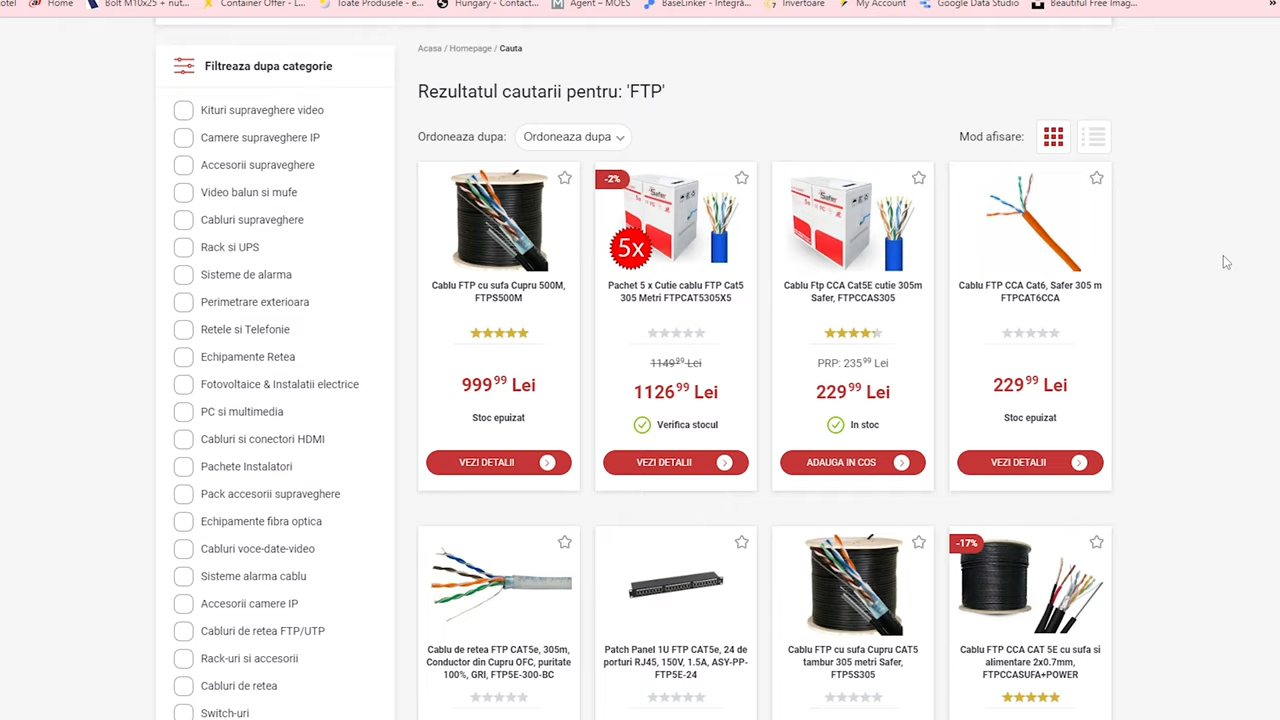 Home
Bolt M10x25 + nut...
Container Offer - L...
Toate Produsele - e...
Hungary - Contact...
Agent – MOES
BaseLinker - Integra...
Invertoare
My Account
Google Data Studio
Beautiful Free Imag...
»
Filtreaza dupa categorie
Kituri supraveghere video
Camere supraveghere IP
Accesorii supraveghere
Video balun si mufe
Cabluri supraveghere
Rack si UPS
Sisteme de alarma
Perimetrare exterioara
Retele si Telefonie
Echipamente Retea
Fotovoltaice & Instalatii electrice
PC si multimedia
Cabluri si conectori HDMI
Pachete Instalatori
Pack accesorii supraveghere
Echipamente fibra optica
Cabluri voce-date-video
Sisteme alarma cablu
Accesorii camere IP
Cabluri de retea FTP/UTP
Rack-uri si accesorii
Cabluri de retea
Switch-uri
Acasa / Homepage / Cauta
Rezultatul cautarii pentru: 'FTP'
Ordoneaza dupa: Ordoneaza dupa
Mod afisare:
Cablu FTP cu sufa Cupru 500M,
FTPS500M
999⁹⁹ Lei
Stoc epuizat
VEZI DETALII
-2%
Safer
5x
Pachet 5 x Cutie cablu FTP Cat5
305 Metri FTPCAT5305X5
1149⁹⁹ Lei
1126⁹⁹ Lei
Verifica stocul
VEZI DETALII
Safer
Cablu Ftp CCA Cat5E cutie 305m
Safer, FTPCCAS305
PRP: 235⁹⁹ Lei
229⁹⁹ Lei
In stoc
ADAUGA IN COS
Cablu FTP CCA Cat6, Safer 305 m
FTPCAT6CCA
229⁹⁹ Lei
Stoc epuizat
VEZI DETALII
Cablu de retea FTP CAT5e, 305m,
Conductor din Cupru OFC, puritate
100%, GRI, FTP5E-300-BC
Patch Panel 1U FTP CAT5e, 24 de
porturi RJ45, 150V, 1.5A, ASY-PP-
FTP5E-24
Cablu FTP cu sufa Cupru CAT5
tambur 305 metri Safer,
FTP5S305
-17%
Cablu FTP CCA CAT 5E cu sufa si
alimentare 2x0.7mm,
FTPCCASUFA+POWER